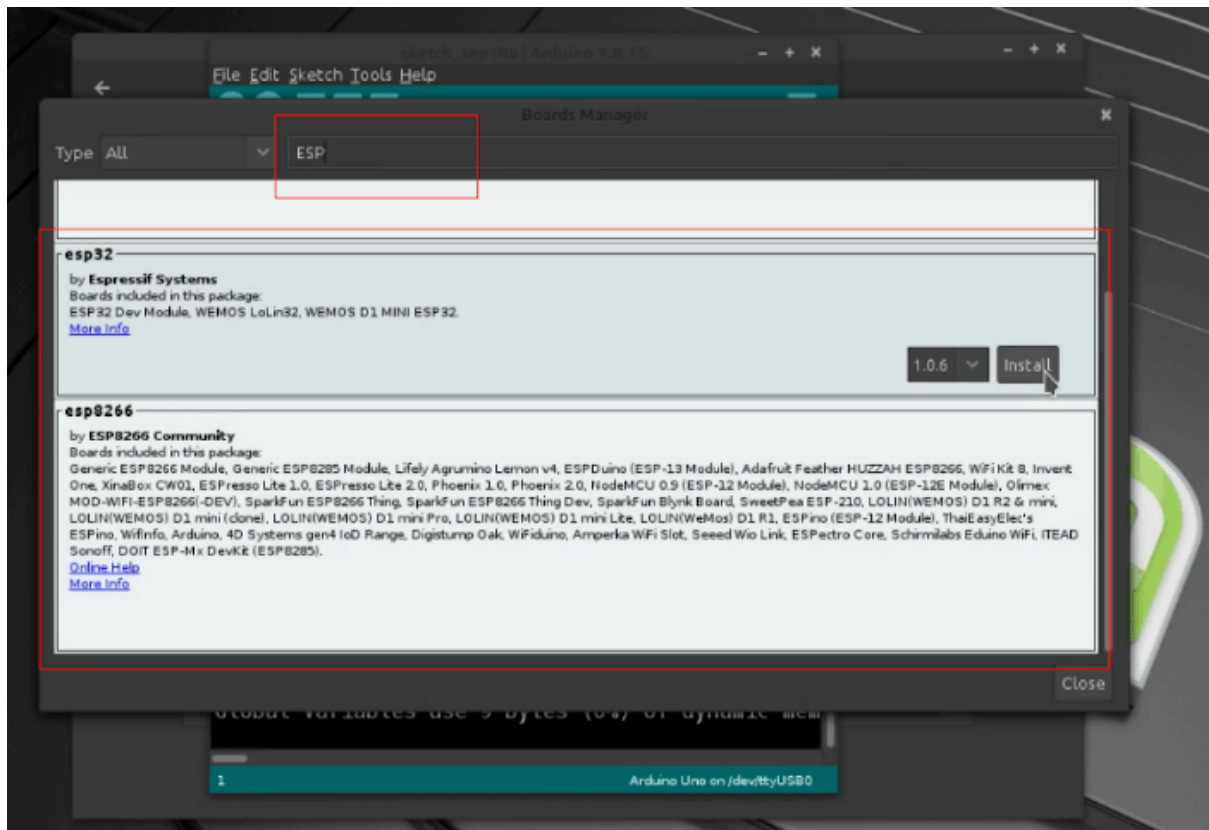 sketch_sep10a | Arduino 1.8.15
File Edit Sketch Tools Help
Boards Manager
Type All ESP
esp32
by Espressif Systems
Boards included in this package:
ESP32 Dev Module, WEMOS LoLin32, WEMOS D1 MINI ESP32.
More Info
1.0.6 Install
esp8266
by ESP8266 Community
Boards included in this package:
Generic ESP8266 Module, Generic ESP8285 Module, Lifely Agrumino Lemon v4, ESPDuino (ESP-13 Module), Adafruit Feather HUZZAH ESP8266, WiFi Kit 8, Invent
One, XinaBox CW01, ESPresso Lite 1.0, ESPresso Lite 2.0, Phoenix 1.0, Phoenix 2.0, NodeMCU 0.9 (ESP-12 Module), NodeMCU 1.0 (ESP-12E Module), Olimex
MOD-WIFI-ESP8266(-DEV), SparkFun ESP8266 Thing, SparkFun ESP8266 Thing Dev, SparkFun Blynk Board, SweetPea ESP-210, LOLIN(WEMOS) D1 R2 & mini,
LOLIN(WEMOS) D1 mini (clone), LOLIN(WEMOS) D1 mini Pro, LOLIN(WEMOS) D1 mini Lite, LOLIN(WeMos) D1 R1, ESPino (ESP-12 Module), ThaiEasyElec's
ESPino, WifInfo, Arduino, 4D Systems gen4 IoD Range, Digistump Oak, WiFiduino, Amperka WiFi Slot, Seeed Wio Link, ESPectro Core, Schirmilabs Eduino WiFi, ITEAD
Sonoff, DOIT ESP-Mx DevKit (ESP8285).
Online Help
More Info
Close
Global variables use 9 bytes (0%) of dynamic mem
1 Arduino Uno on /dev/ttyUSB0